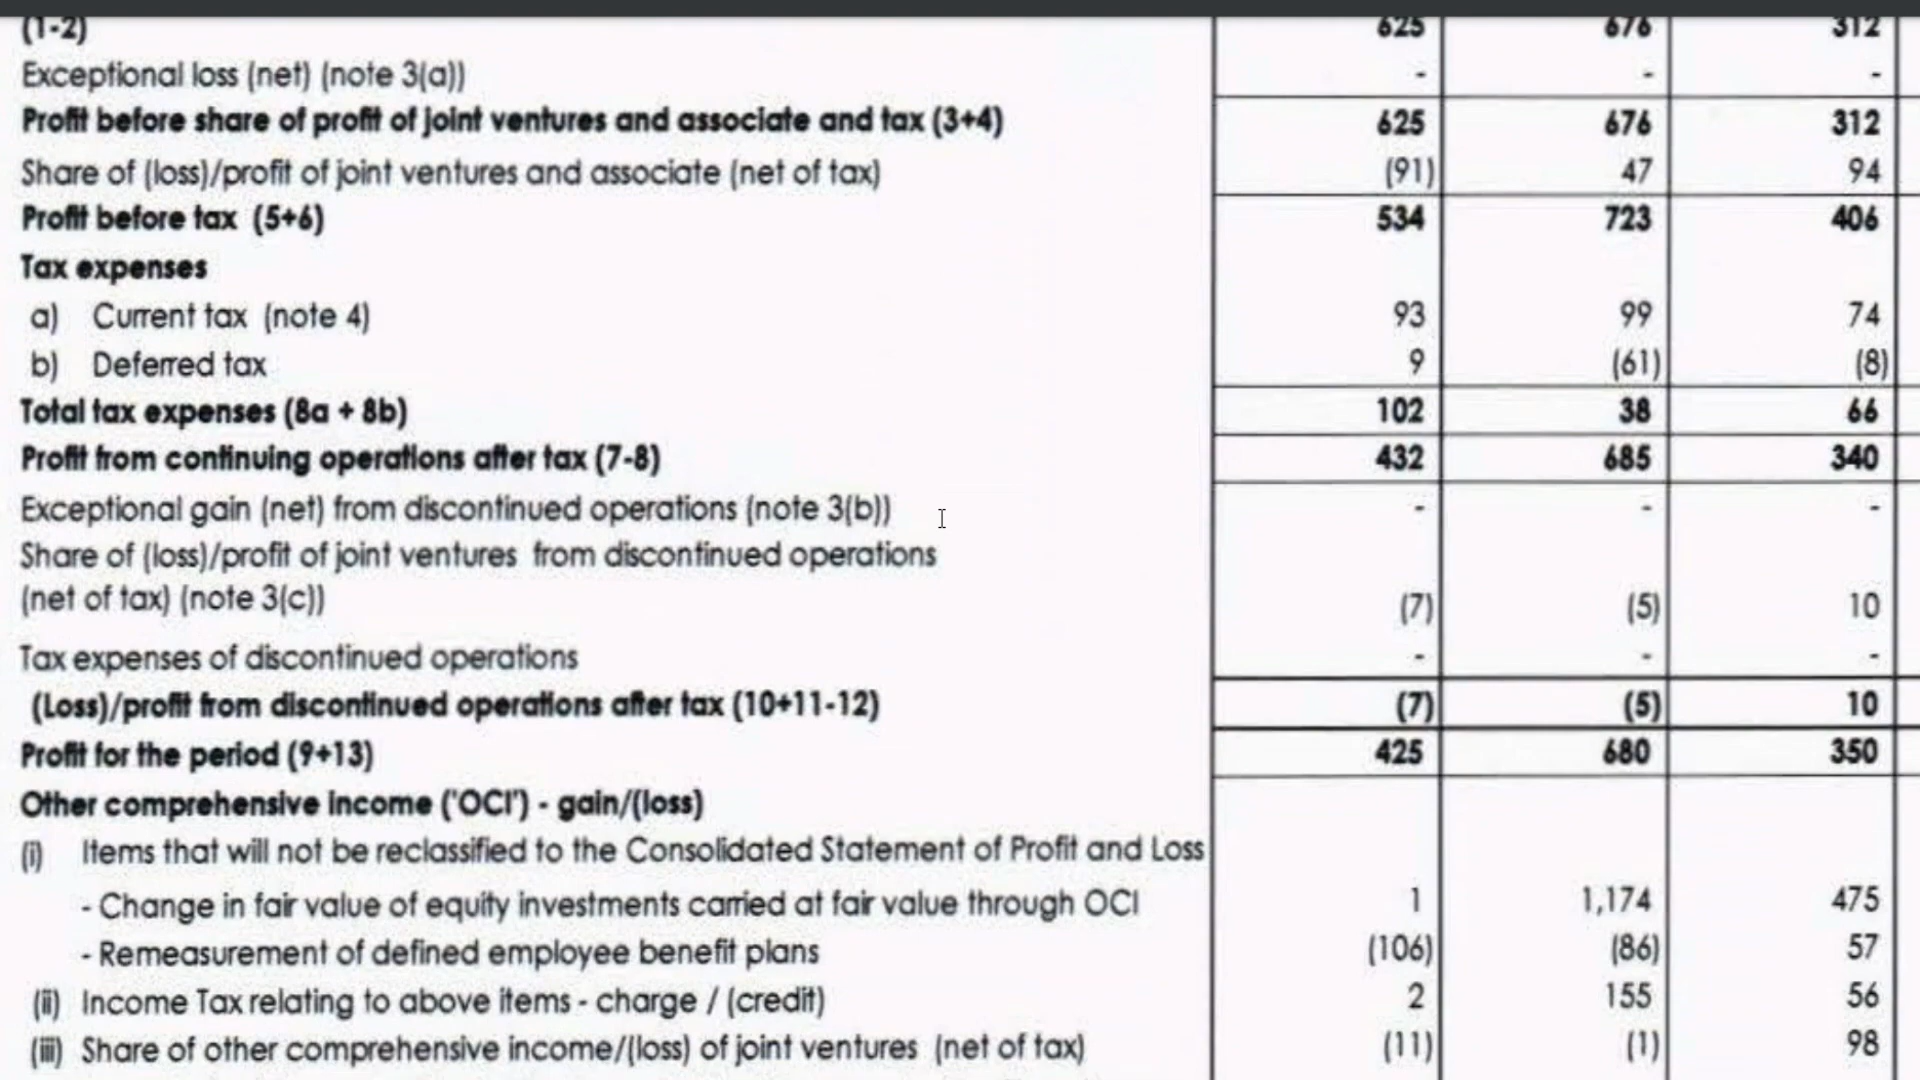 (1-2) 625 676 312
Exceptional loss (net) (note 3(a)) - - -
Profit before share of profit of joint ventures and associate and tax (3+4) 625 676 312
Share of (loss)/profit of joint ventures and associate (net of tax) (91) 47 94
Profit before tax (5+6) 534 723 406
Tax expenses
a) Current tax (note 4) 93 99 74
b) Deferred tax 9 (61) (8)
Total tax expenses (8a + 8b) 102 38 66
Profit from continuing operations after tax (7-8) 432 685 340
Exceptional gain (net) from discontinued operations (note 3(b)) - - -
Share of (loss)/profit of joint ventures from discontinued operations
(net of tax) (note 3(c)) (7) (5) 10
Tax expenses of discontinued operations - - -
(Loss)/profit from discontinued operations after tax (10+11-12) (7) (5) 10
Profit for the period (9+13) 425 680 350
Other comprehensive income ('OCI') - gain/(loss)
(i) Items that will not be reclassified to the Consolidated Statement of Profit and Loss
- Change in fair value of equity investments carried at fair value through OCI 1 1,174 475
- Remeasurement of defined employee benefit plans (106) (86) 57
(ii) Income Tax relating to above items - charge / (credit) 2 155 56
(iii) Share of other comprehensive income/(loss) of joint ventures (net of tax) (11) (1) 98